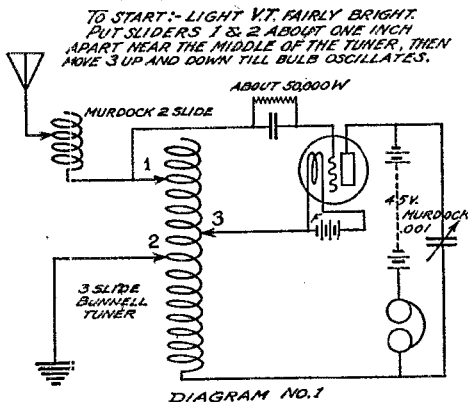 TO START:- LIGHT V.T. FAIRLY BRIGHT.
PUT SLIDERS 1 & 2 ABOUT ONE INCH
APART NEAR THE MIDDLE OF THE TUNER, THEN
MOVE 3 UP AND DOWN TILL BULB OSCILLATES.
ABOUT 50,000 W
MURDOCK 2 SLIDE
1
3
2
45V.
MURDOCK
.001
3 SLIDE
BUNNELL
TUNER
DIAGRAM NO.1